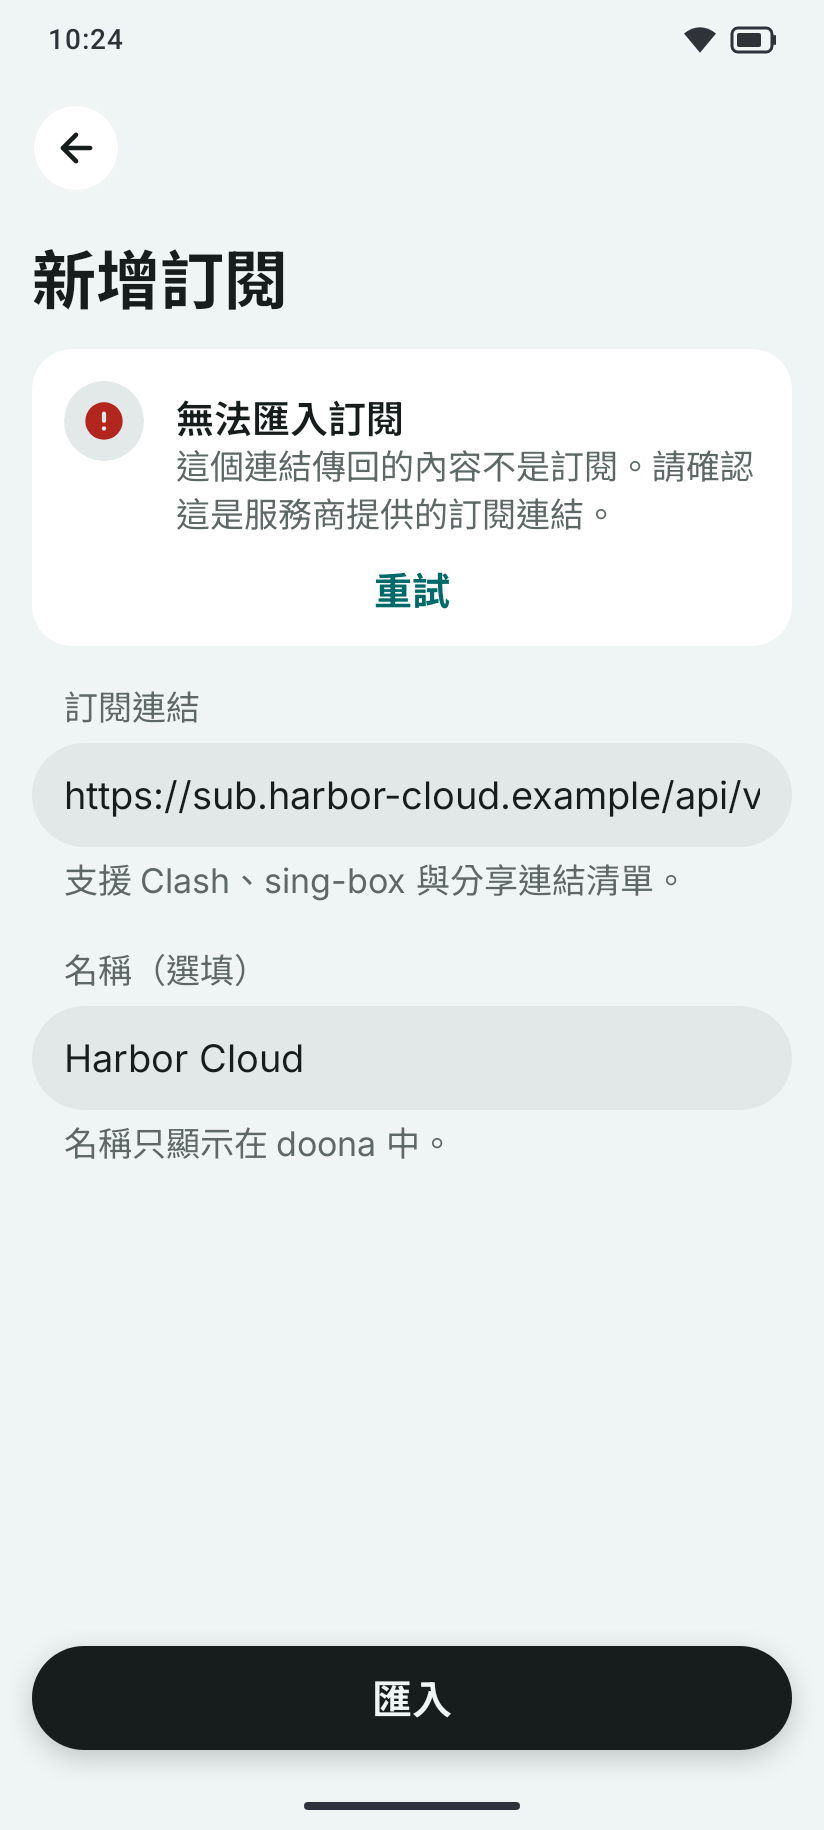 10:24
新增訂閱
無法匯入訂閱
這個連結傳回的內容不是訂閱。請確認
這是服務商提供的訂閱連結。
重試
訂閱連結
https://sub.harbor-cloud.example/api/v
支援 Clash、sing-box 與分享連結清單。
名稱（選填）
Harbor Cloud
名稱只顯示在 doona 中。
匯入